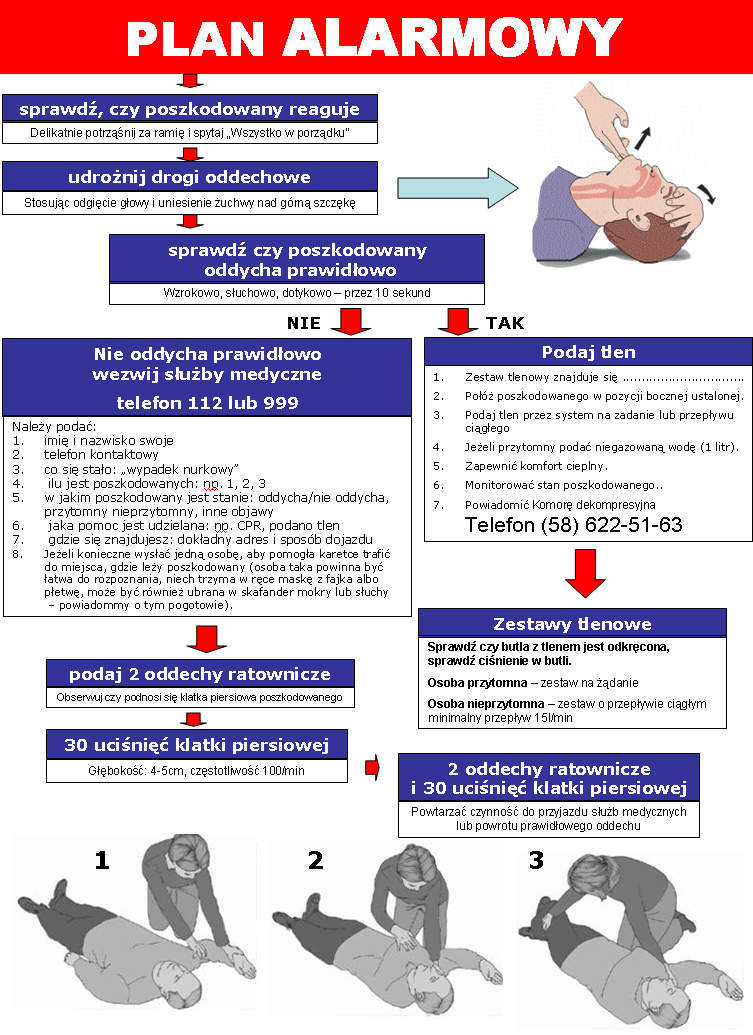 PLAN ALARMOWY
sprawdź, czy poszkodowany reaguje
Delikatnie potrząśnij za ramię i spytaj „Wszystko w porządku”
udrożnij drogi oddechowe
Stosując odgięcie głowy i uniesienie żuchwy nad górną szczękę
sprawdź czy poszkodowany
oddycha prawidłowo
Wzrokowo, słuchowo, dotykowo – przez 10 sekund
NIE
TAK
Nie oddycha prawidłowo
wezwij służby medyczne
telefon 112 lub 999
Należy podać:
1. imię i nazwisko swoje
2. telefon kontaktowy
3. co się stało: „wypadek nurkowy”
4. ilu jest poszkodowanych: np. 1, 2, 3
5. w jakim poszkodowany jest stanie: oddycha/nie oddycha,
przytomny nieprzytomny, inne objawy
6. jaka pomoc jest udzielana: np. CPR, podano tlen
7. gdzie się znajdujesz: dokładny adres i sposób dojazdu
8. Jeżeli konieczne wysłać jedną osobę, aby pomogła karetce trafić
do miejsca, gdzie leży poszkodowany (osoba taka powinna być
łatwa do rozpoznania, niech trzyma w ręce maskę z fajka albo
płetwę, może być również ubrana w skafander mokry lub słuchy
– powiadommy o tym pogotowie).
Podaj tlen
1. Zestaw tlenowy znajduje się ................................
2. Połóż poszkodowanego w pozycji bocznej ustalonej.
3. Podaj tlen przez system na zadanie lub przepływu
ciągłego
4. Jeżeli przytomny podać niegazowaną wodę (1 litr).
5. Zapewnić komfort cieplny.
6. Monitorować stan poszkodowanego..
7. Powiadomić Komorę dekompresyjna
Telefon (58) 622-51-63
Zestawy tlenowe
Sprawdź czy butla z tlenem jest odkręcona,
sprawdź ciśnienie w butli.
Osoba przytomna – zestaw na żądanie
Osoba nieprzytomna – zestaw o przepływie ciągłym
minimalny przepływ 15l/min
podaj 2 oddechy ratownicze
Obserwuj czy podnosi się klatka piersiowa poszkodowanego
30 uciśnięć klatki piersiowej
Głębokość: 4-5cm, częstotliwość 100/min
2 oddechy ratownicze
i 30 uciśnięć klatki piersiowej
Powtarzać czynność do przyjazdu służb medycznych
lub powrotu prawidłowego oddechu
1
2
3